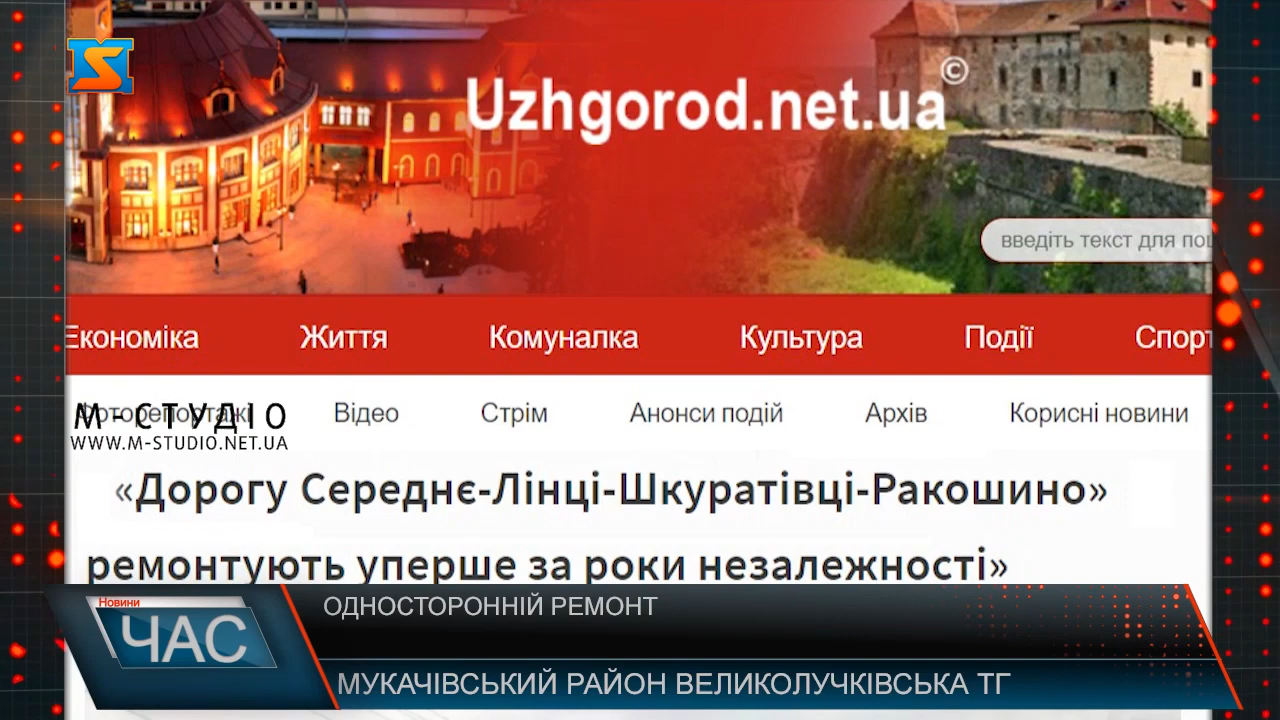 Uzhgorod.net.ua©
введіть текст для
Економіка Життя Комуналка Культура Події Спорт
Фоторепортажі Відео Стрім Анонси подій Архів Корисні новини
М-СТУДІО
WWW.M-STUDIO.NET.UA
«Дорогу Середнє-Лінці-Шкуратівці-Ракошино»
ремонтують уперше за роки незалежності»
Новини
ЧАС
ОДНОСТОРОННІЙ РЕМОНТ
МУКАЧІВСЬКИЙ РАЙОН ВЕЛИКОЛУЧКІВСЬКА ТГ